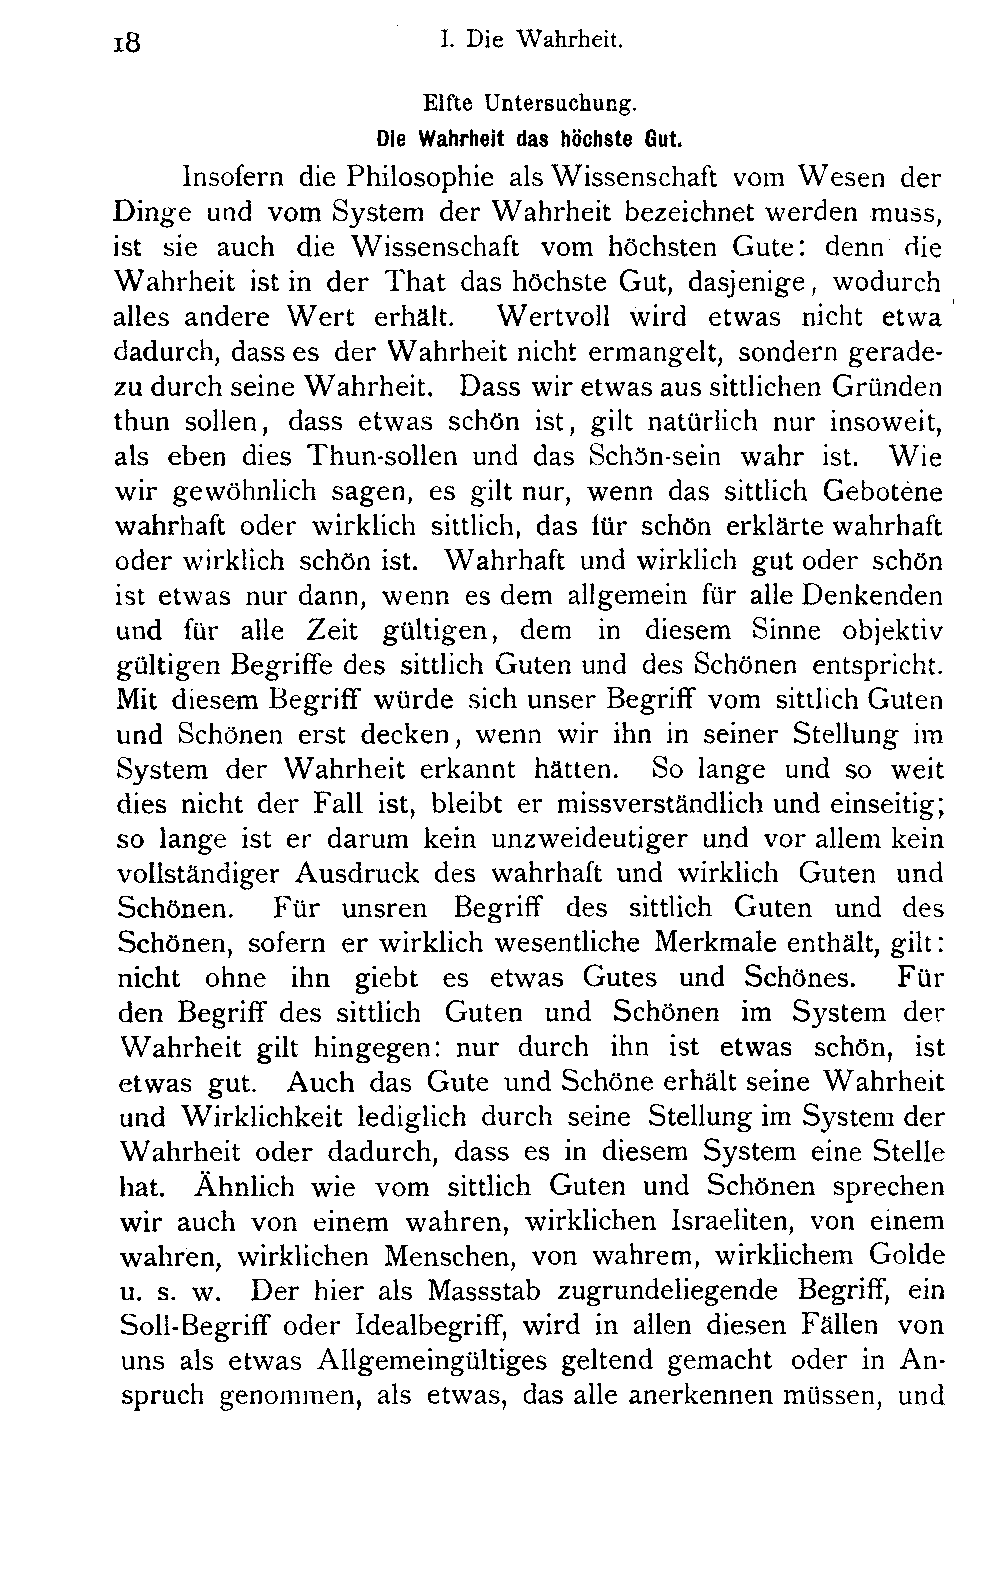 18 I. Die Wahrheit.
Elfte Untersuchung.
Die Wahrheit das höchste Gut.
Insofern die Philosophie als Wissenschaft vom Wesen der
Dinge und vom System der Wahrheit bezeichnet werden muss,
ist sie auch die Wissenschaft vom höchsten Gute: denn die
Wahrheit ist in der That das höchste Gut, dasjenige, wodurch
alles andere Wert erhält. Wertvoll wird etwas nicht etwa
dadurch, dass es der Wahrheit nicht ermangelt, sondern gerade-
zu durch seine Wahrheit. Dass wir etwas aus sittlichen Gründen
thun sollen, dass etwas schön ist, gilt natürlich nur insoweit,
als eben dies Thun-sollen und das Schön-sein wahr ist. Wie
wir gewöhnlich sagen, es gilt nur, wenn das sittlich Gebotene
wahrhaft oder wirklich sittlich, das für schön erklärte wahrhaft
oder wirklich schön ist. Wahrhaft und wirklich gut oder schön
ist etwas nur dann, wenn es dem allgemein für alle Denkenden
und für alle Zeit gültigen, dem in diesem Sinne objektiv
gültigen Begriffe des sittlich Guten und des Schönen entspricht.
Mit diesem Begriff würde sich unser Begriff vom sittlich Guten
und Schönen erst decken, wenn wir ihn in seiner Stellung im
System der Wahrheit erkannt hätten. So lange und so weit
dies nicht der Fall ist, bleibt er missverständlich und einseitig;
so lange ist er darum kein unzweideutiger und vor allem kein
vollständiger Ausdruck des wahrhaft und wirklich Guten und
Schönen. Für unsren Begriff des sittlich Guten und des
Schönen, sofern er wirklich wesentliche Merkmale enthält, gilt:
nicht ohne ihn giebt es etwas Gutes und Schönes. Für
den Begriff des sittlich Guten und Schönen im System der
Wahrheit gilt hingegen: nur durch ihn ist etwas schön, ist
etwas gut. Auch das Gute und Schöne erhält seine Wahrheit
und Wirklichkeit lediglich durch seine Stellung im System der
Wahrheit oder dadurch, dass es in diesem System eine Stelle
hat. Ähnlich wie vom sittlich Guten und Schönen sprechen
wir auch von einem wahren, wirklichen Israeliten, von einem
wahren, wirklichen Menschen, von wahrem, wirklichem Golde
u. s. w. Der hier als Massstab zugrundeliegende Begriff, ein
Soll-Begriff oder Idealbegriff, wird in allen diesen Fällen von
uns als etwas Allgemeingültiges geltend gemacht oder in An-
spruch genommen, als etwas, das alle anerkennen müssen, und